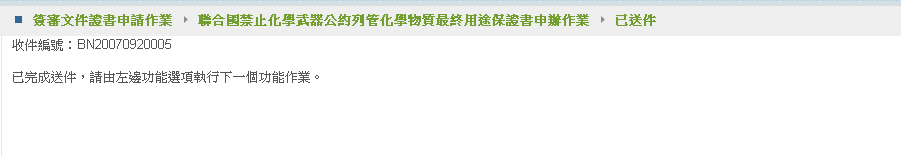 簽審文件證書申請作業 聯合國禁止化學武器公約列管化學物質最終用途保證書申辦作業 已送件
收件編號：BN20070920005
已完成送件，請由左邊功能選項執行下一個功能作業。